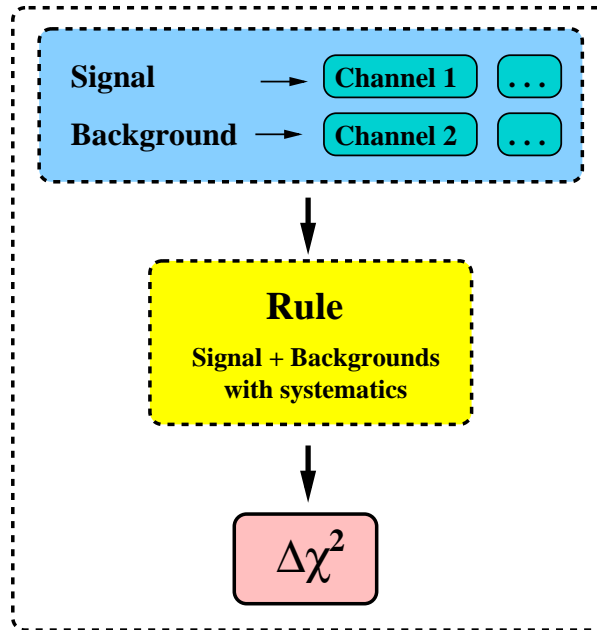 Signal → Channel 1 ...
Background → Channel 2 ...
Rule
Signal + Backgrounds
with systematics
Δχ²